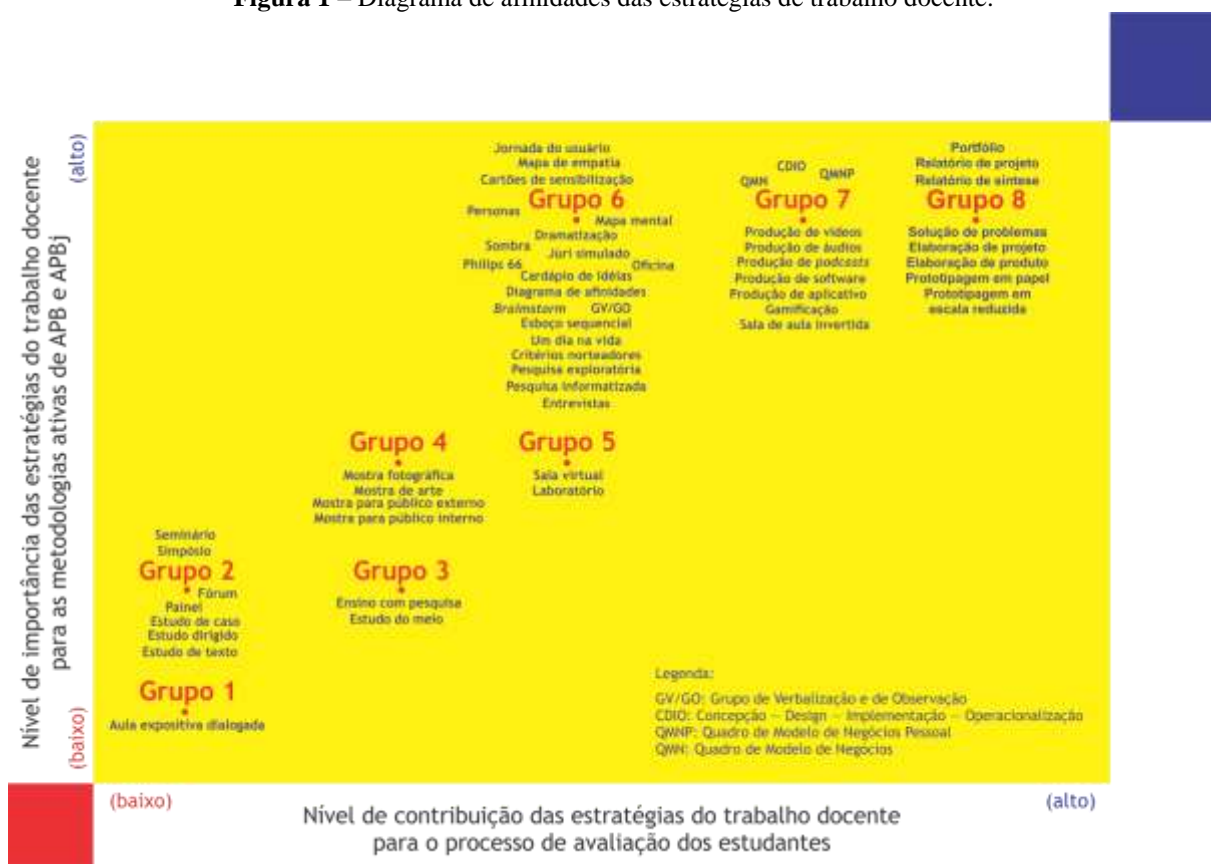 Figura 1 – Diagrama de afinidades das estratégias de trabalho docente.
Nível de importância das estratégias do trabalho docente
para as metodologias ativas de APB e APBj
(alto)
(baixo)
Jornada do usuário
Mapa de empatia
Cartões de sensibilização
Grupo 6
Personas
Mapa mental
Dramatização
Sombra
Júri simulado
Philips 66
Oficina
Cardápio de idéias
Diagrama de afinidades
Brainstorm GV/GO
Esboço sequencial
Um dia na vida
Critérios norteadores
Pesquisa exploratória
Pesquisa informatizada
Entrevistas
CDIO
QMNP
QMN
Grupo 7
Produção de vídeos
Produção de áudios
Produção de podcasts
Produção de software
Produção de aplicativo
Gamificação
Sala de aula invertida
Portfólio
Relatório de projeto
Relatório de síntese
Grupo 8
Solução de problemas
Elaboração de projeto
Elaboração de produto
Prototipagem em papel
Prototipagem em
escala reduzida
Grupo 4
Mostra fotográfica
Mostra de arte
Mostra para público externo
Mostra para público interno
Grupo 5
Sala virtual
Laboratório
Seminário
Simpósio
Grupo 2
Fórum
Painel
Estudo de caso
Estudo dirigido
Estudo de texto
Grupo 3
Ensino com pesquisa
Estudo do meio
Grupo 1
Aula expositiva dialogada
Legenda:
GV/GO: Grupo de Verbalização e de Observação
CDIO: Concepção – Design – Implementação – Operacionalização
QMNP: Quadro de Modelo de Negócios Pessoal
QMN: Quadro de Modelo de Negócios
(baixo)
(alto)
Nível de contribuição das estratégias do trabalho docente
para o processo de avaliação dos estudantes